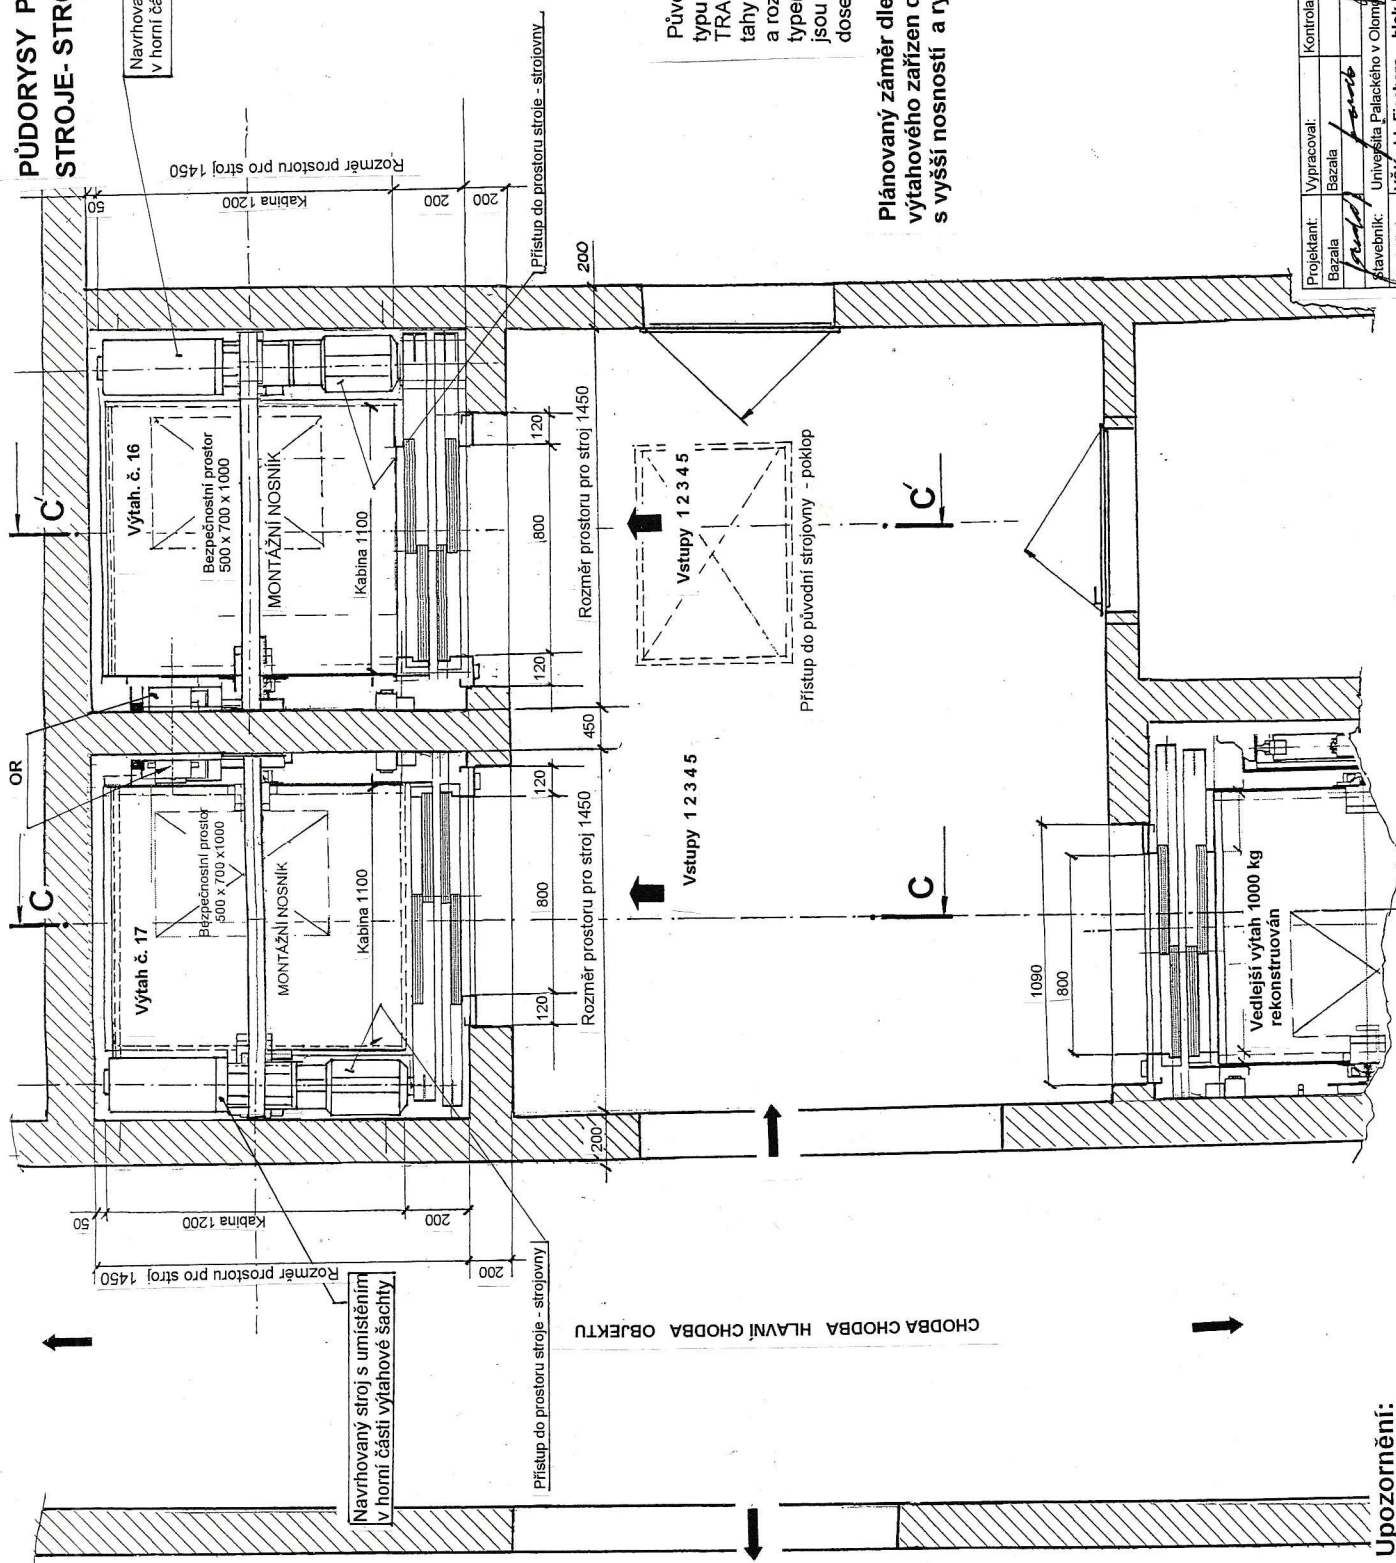 PŮDORYSY P
STROJE- STRO
Navrhova
v horní čá
OR
C
C'
Výtah č. 17
Bezpečnostní prostor
500 x 700 x1000
MONTÁŽNÍ NOSNÍK
Kabina 1100
Výtah. č. 16
Bezpečnostní prostor
500 x 700 x 1000
MONTÁŽNÍ NOSNÍK
Kabina 1100
50
Kabina 1200
200
200
Rozměr prostoru pro stroj 1450
50
Kabina 1200
200
200
Rozměr prostoru pro stroj 1450
Navrhovaný stroj s umístěním
v horní části výtahové šachty
Přístup do prostoru stroje - strojovny
Přístup do prostoru stroje - strojovny
120
800
120
450
120
800
120
200
Rozměr prostoru pro stroj 1450
Rozměr prostoru pro stroj 1450
200
Vstupy 1 2 3 4 5
Vstupy 1 2 3 4 5
Přístup do původní strojovny - poklop
C
C'
CHODBA CHODBA HLAVNÍ CHODBA OBJEKTU
1090
800
Vedlejší výtah 1000 kg
rekonstruován
Půvo
typu
TRA
tahy
a roz
typen
jsou
dose
Plánovaný záměr dle
výtahového zařízen
s vyšší nosností a ry
Projektant:
Vypracoval:
Kontrola
Bazala
Bazala
Stavebník:
Universita Palackého v Olomo
Upozornění: